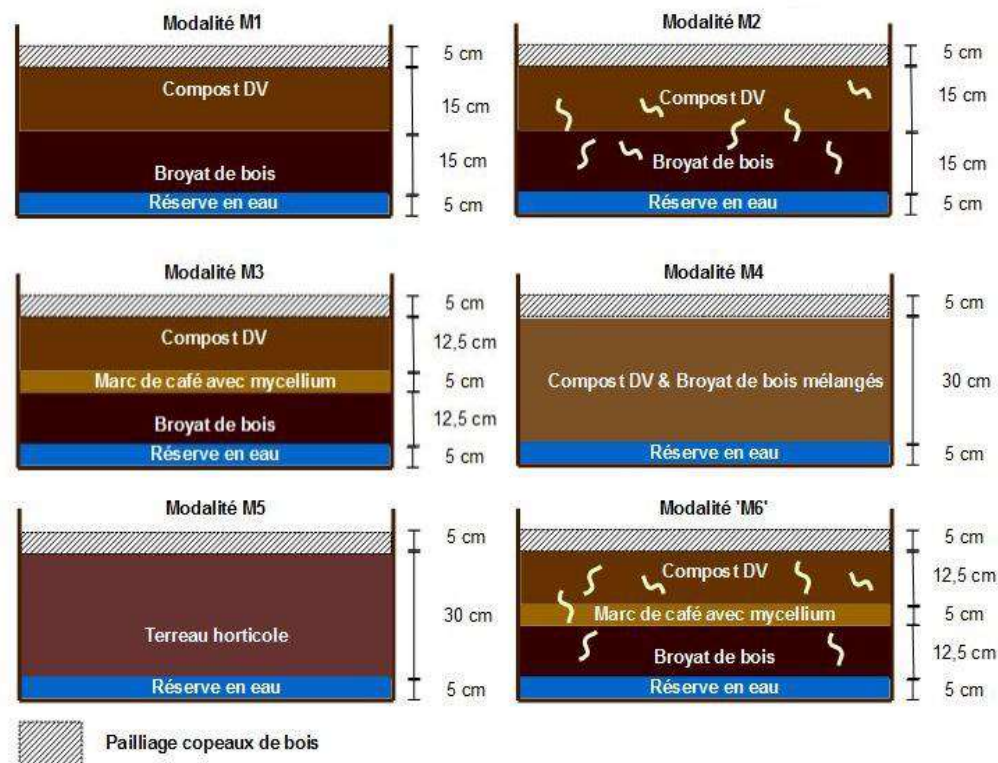 Modalité M1
5 cm
Compost DV
15 cm
Broyat de bois
15 cm
Réserve en eau
5 cm
Modalité M2
5 cm
Compost DV
15 cm
Broyat de bois
15 cm
Réserve en eau
5 cm
Modalité M3
5 cm
Compost DV
12,5 cm
Marc de café avec mycellium
5 cm
Broyat de bois
12,5 cm
Réserve en eau
5 cm
Modalité M4
5 cm
Compost DV & Broyat de bois mélangés
30 cm
Réserve en eau
5 cm
Modalité M5
5 cm
Terreau horticole
30 cm
Réserve en eau
5 cm
Modalité 'M6'
5 cm
Compost DV
12,5 cm
Marc de café avec mycellium
5 cm
Broyat de bois
12,5 cm
Réserve en eau
5 cm
Pailliage copeaux de bois